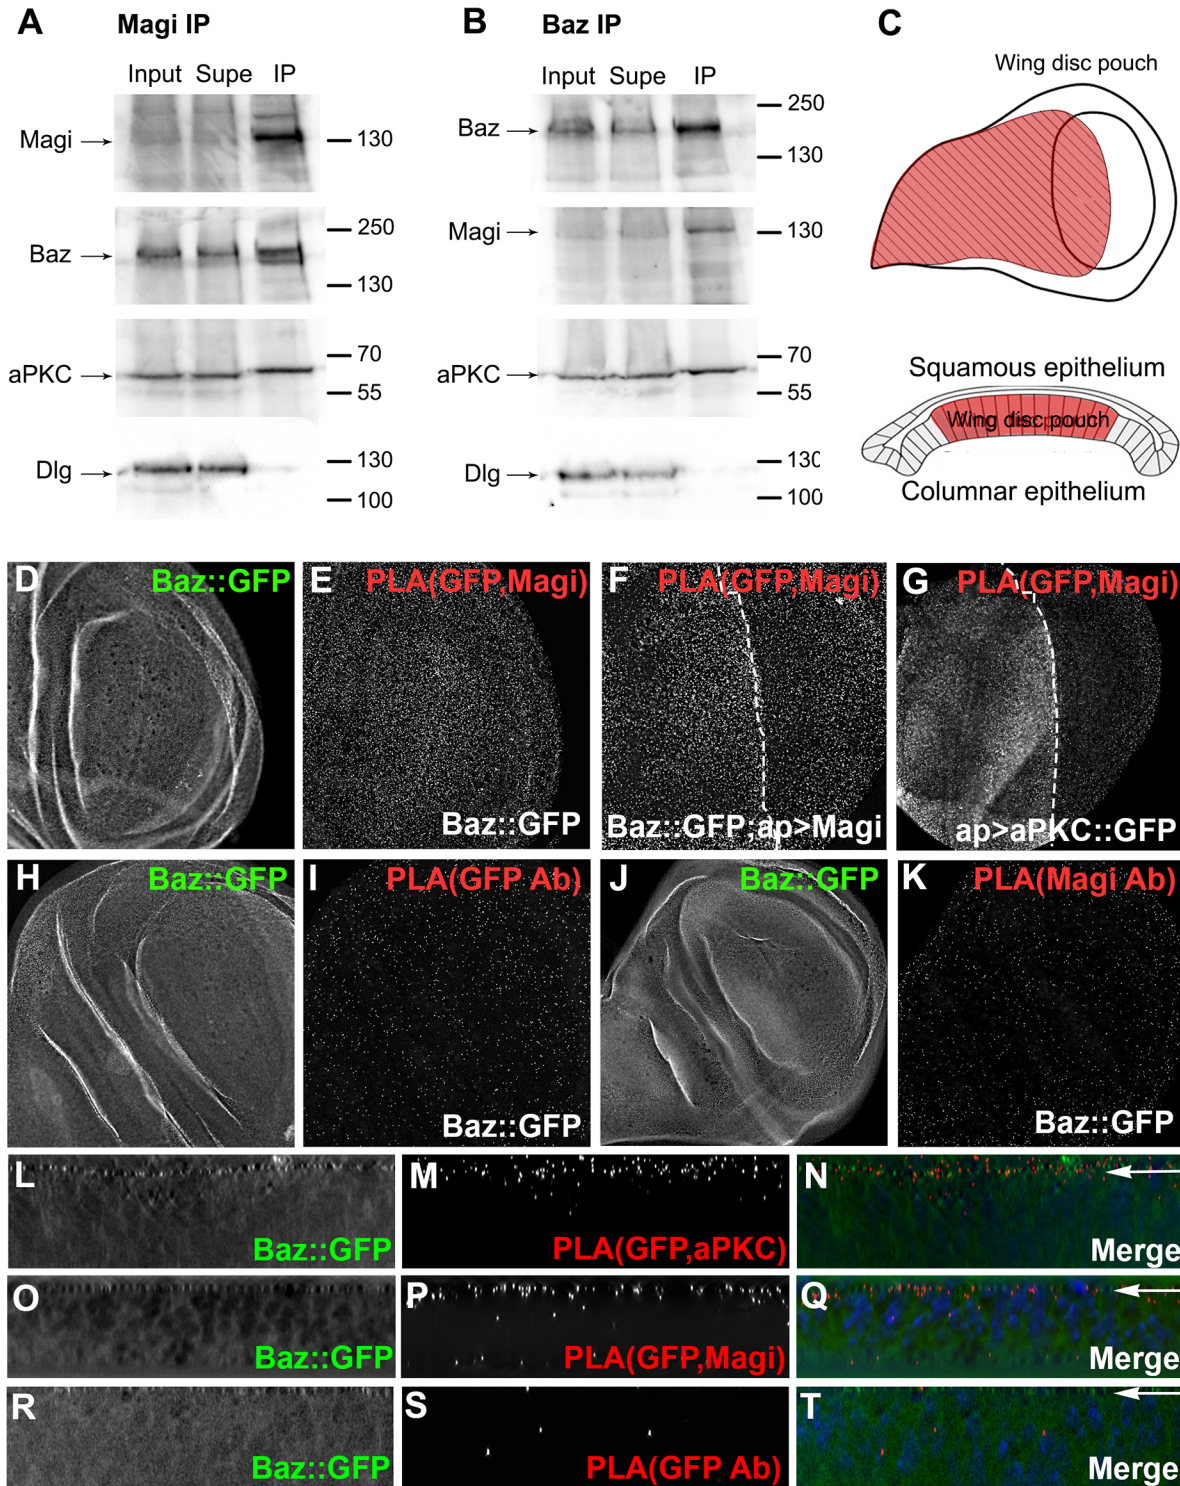 A Magi IP
Input Supe IP
Magi
130
Baz
250
130
aPKC
70
55
Dlg
130
100
B Baz IP
Input Supe IP
Baz
250
130
Magi
130
aPKC
70
55
Dlg
130
100
C
Wing disc pouch
Squamous epithelium
Wing disc pouch
Columnar epithelium
D Baz::GFP
E PLA(GFP,Magi)
Baz::GFP
F PLA(GFP,Magi)
Baz::GFP;ap>Magi
G PLA(GFP,Magi)
ap>aPKC::GFP
H Baz::GFP
I PLA(GFP Ab)
Baz::GFP
J Baz::GFP
K PLA(Magi Ab)
Baz::GFP
L
Baz::GFP
M
PLA(GFP,aPKC)
N
Merge
O
Baz::GFP
P
PLA(GFP,Magi)
Q
Merge
R
Baz::GFP
S
PLA(GFP Ab)
T
Merge